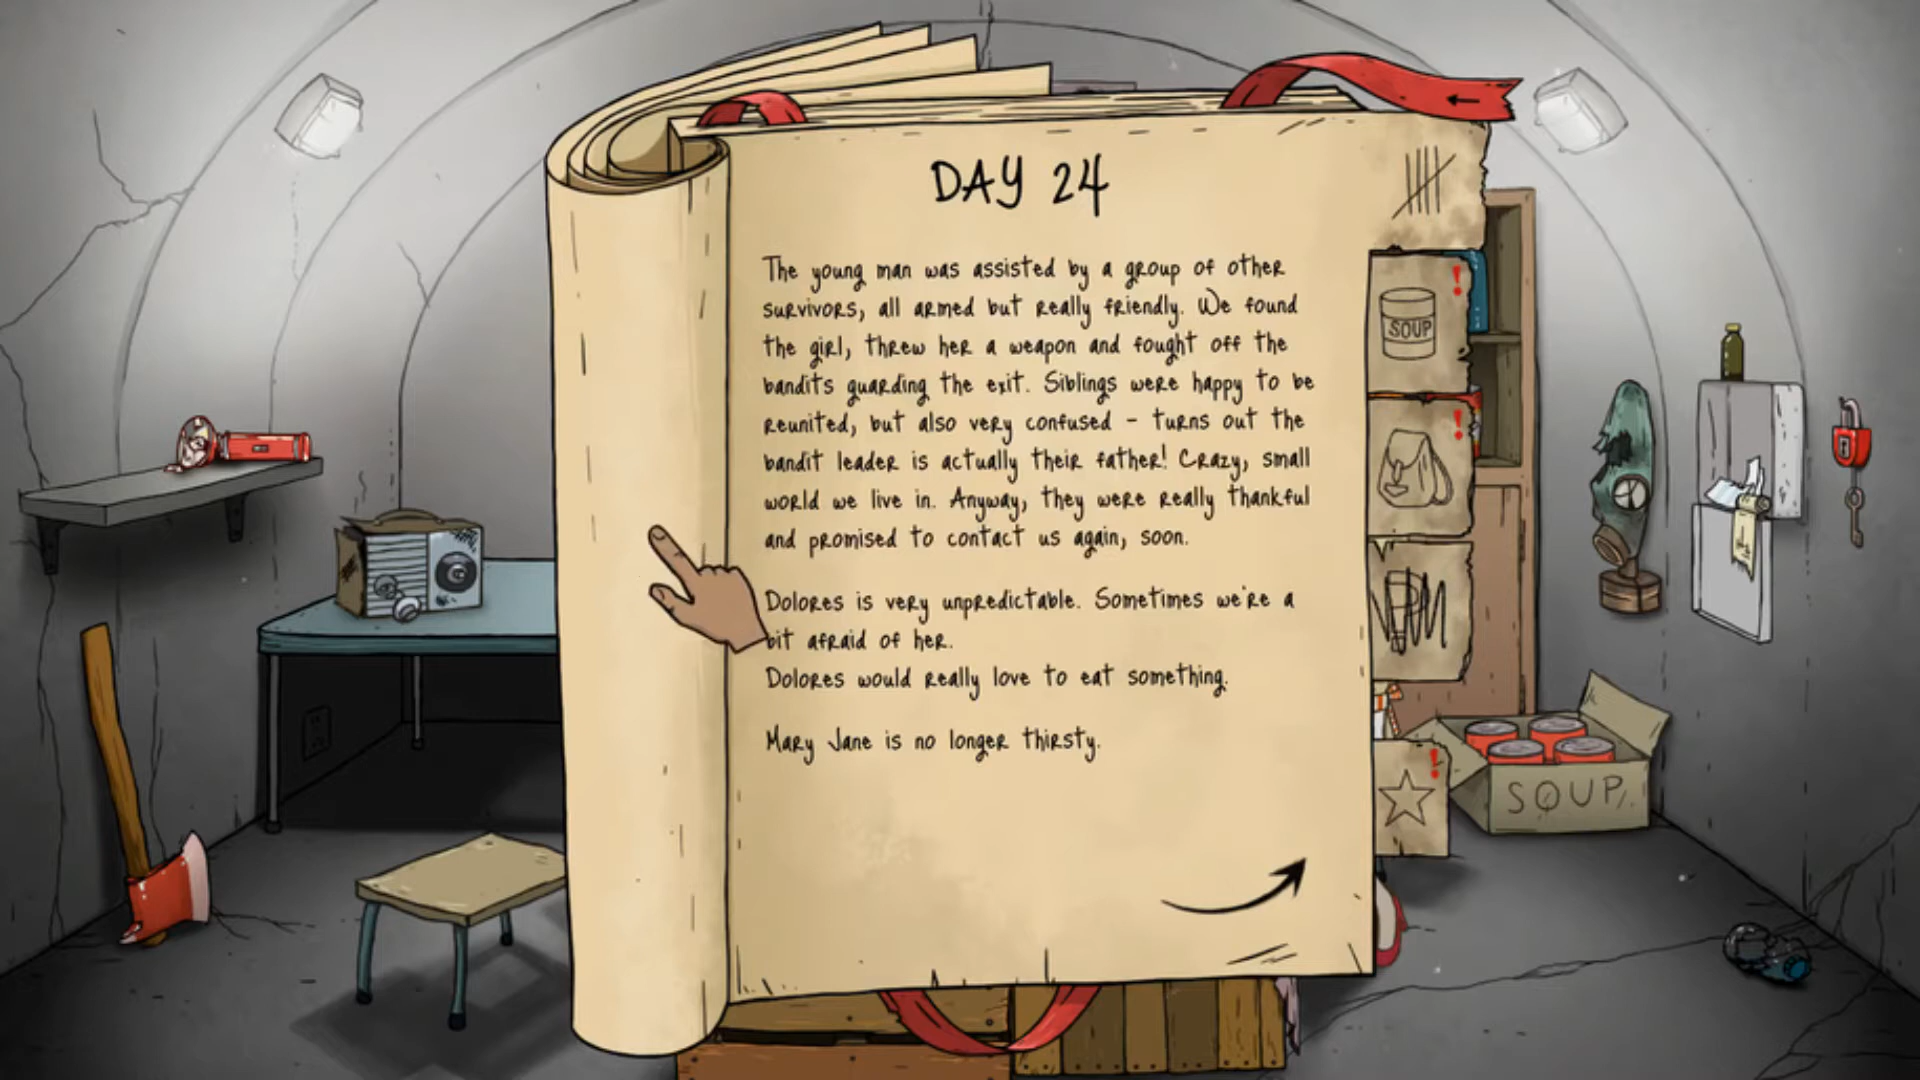 DAY 24
The young man was assisted by a group of other
survivors, all armed but really friendly. We found
the girl, threw her a weapon and fought off the
bandits guarding the exit. Siblings were happy to be
reunited, but also very confused - turns out the
bandit leader is actually their father! Crazy, small
world we live in. Anyway, they were really thankful
and promised to contact us again, soon.
Dolores is very unpredictable. Sometimes we're a
bit afraid of her.
Dolores would really love to eat something.
Mary Jane is no longer thirsty.
!
SOUP
!
!
SOUP